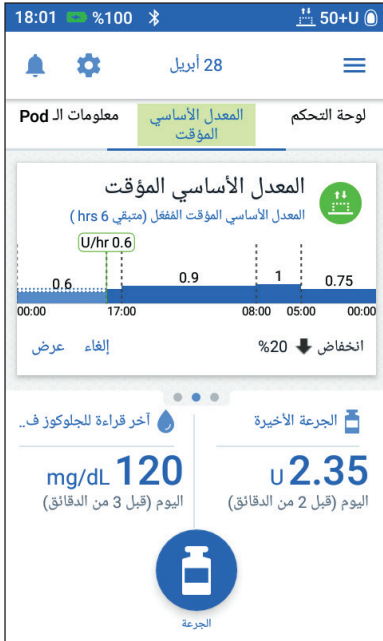 18:01 %100 50+U
28 أبريل
لوحة التحكم
المعدل الأساسي
المؤقت
معلومات الـ Pod
المعدل الأساسي المؤقت
المعدل الأساسي المؤقت المُفعَل (متبقي 6 hrs )
U/hr 0.6
0.6 0.9 1 0.75
00:00 17:00 08:00 05:00 00:00
انخفاض 20%
إلغاء عرض
الجرعة الأخيرة
2.35 U
اليوم (قبل 2 من الدقائق)
آخر قراءة للجلوكوز ف..
120 mg/dL
اليوم (قبل 3 من الدقائق)
الجرعة